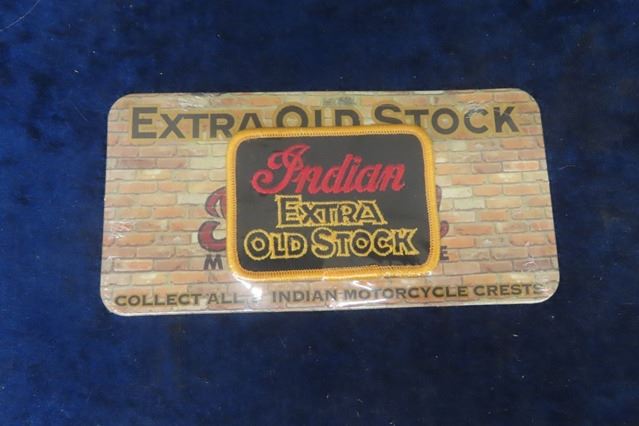 EXTRA OLD STOCK
Indian
EXTRA
OLD STOCK
COLLECT ALL INDIAN MOTORCYCLE CRESTS